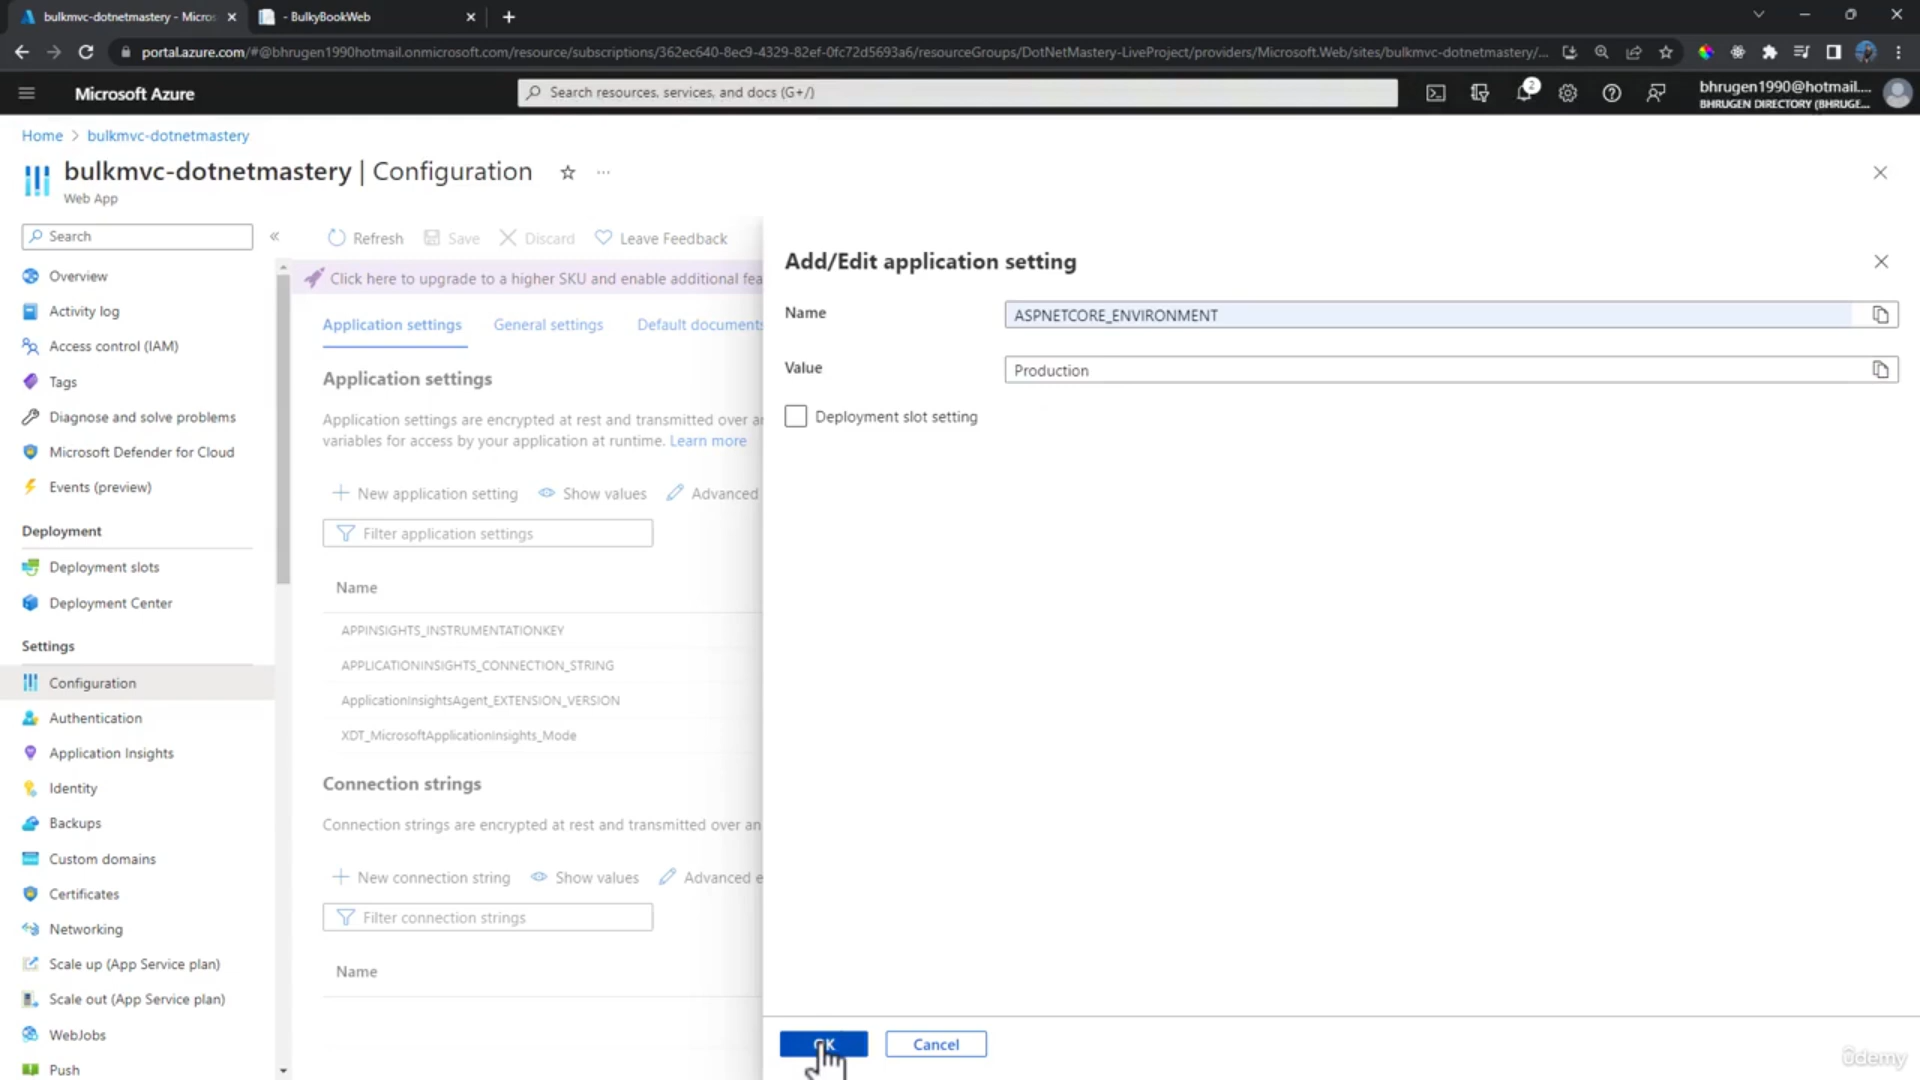 bulkmvc-dotnetmastery - Micros
- BulkyBookWeb
portal.azure.com/#@bhrugen1990hotmail.onmicrosoft.com/resource/subscriptions/362ec640-8ec9-4329-82ef-0fc72d5693a6/resourceGroups/DotNetMastery-LiveProject/providers/Microsoft.Web/sites/bulkmvc-dotnetmastery/...
Microsoft Azure
Search resources, services, and docs (G+/)
2
bhrugen1990@hotmail....
BHRUGEN DIRECTORY (BHRUGE...
Home > bulkmvc-dotnetmastery
bulkmvc-dotnetmastery | Configuration
Web App
Search
Refresh
Save
Discard
Leave Feedback
Click here to upgrade to a higher SKU and enable additional fea
Add/Edit application setting
Name
ASPNETCORE_ENVIRONMENT
Value
Production
Deployment slot setting
OK
Cancel
Overview
Activity log
Access control (IAM)
Tags
Diagnose and solve problems
Microsoft Defender for Cloud
Events (preview)
Deployment
Deployment slots
Deployment Center
Settings
Configuration
Authentication
Application Insights
Identity
Backups
Custom domains
Certificates
Networking
Scale up (App Service plan)
Scale out (App Service plan)
WebJobs
Push
Application settings
General settings
Default documents
Application settings
Application settings are encrypted at rest and transmitted over an
variables for access by your application at runtime. Learn more
New application setting
Show values
Advanced
Filter application settings
Name
APPINSIGHTS_INSTRUMENTATIONKEY
APPLICATIONINSIGHTS_CONNECTION_STRING
ApplicationInsightsAgent_EXTENSION_VERSION
XDT_MicrosoftApplicationInsights_Mode
Connection strings
Connection strings are encrypted at rest and transmitted over an
New connection string
Show values
Advanced e
Filter connection strings
Name
ûdemy